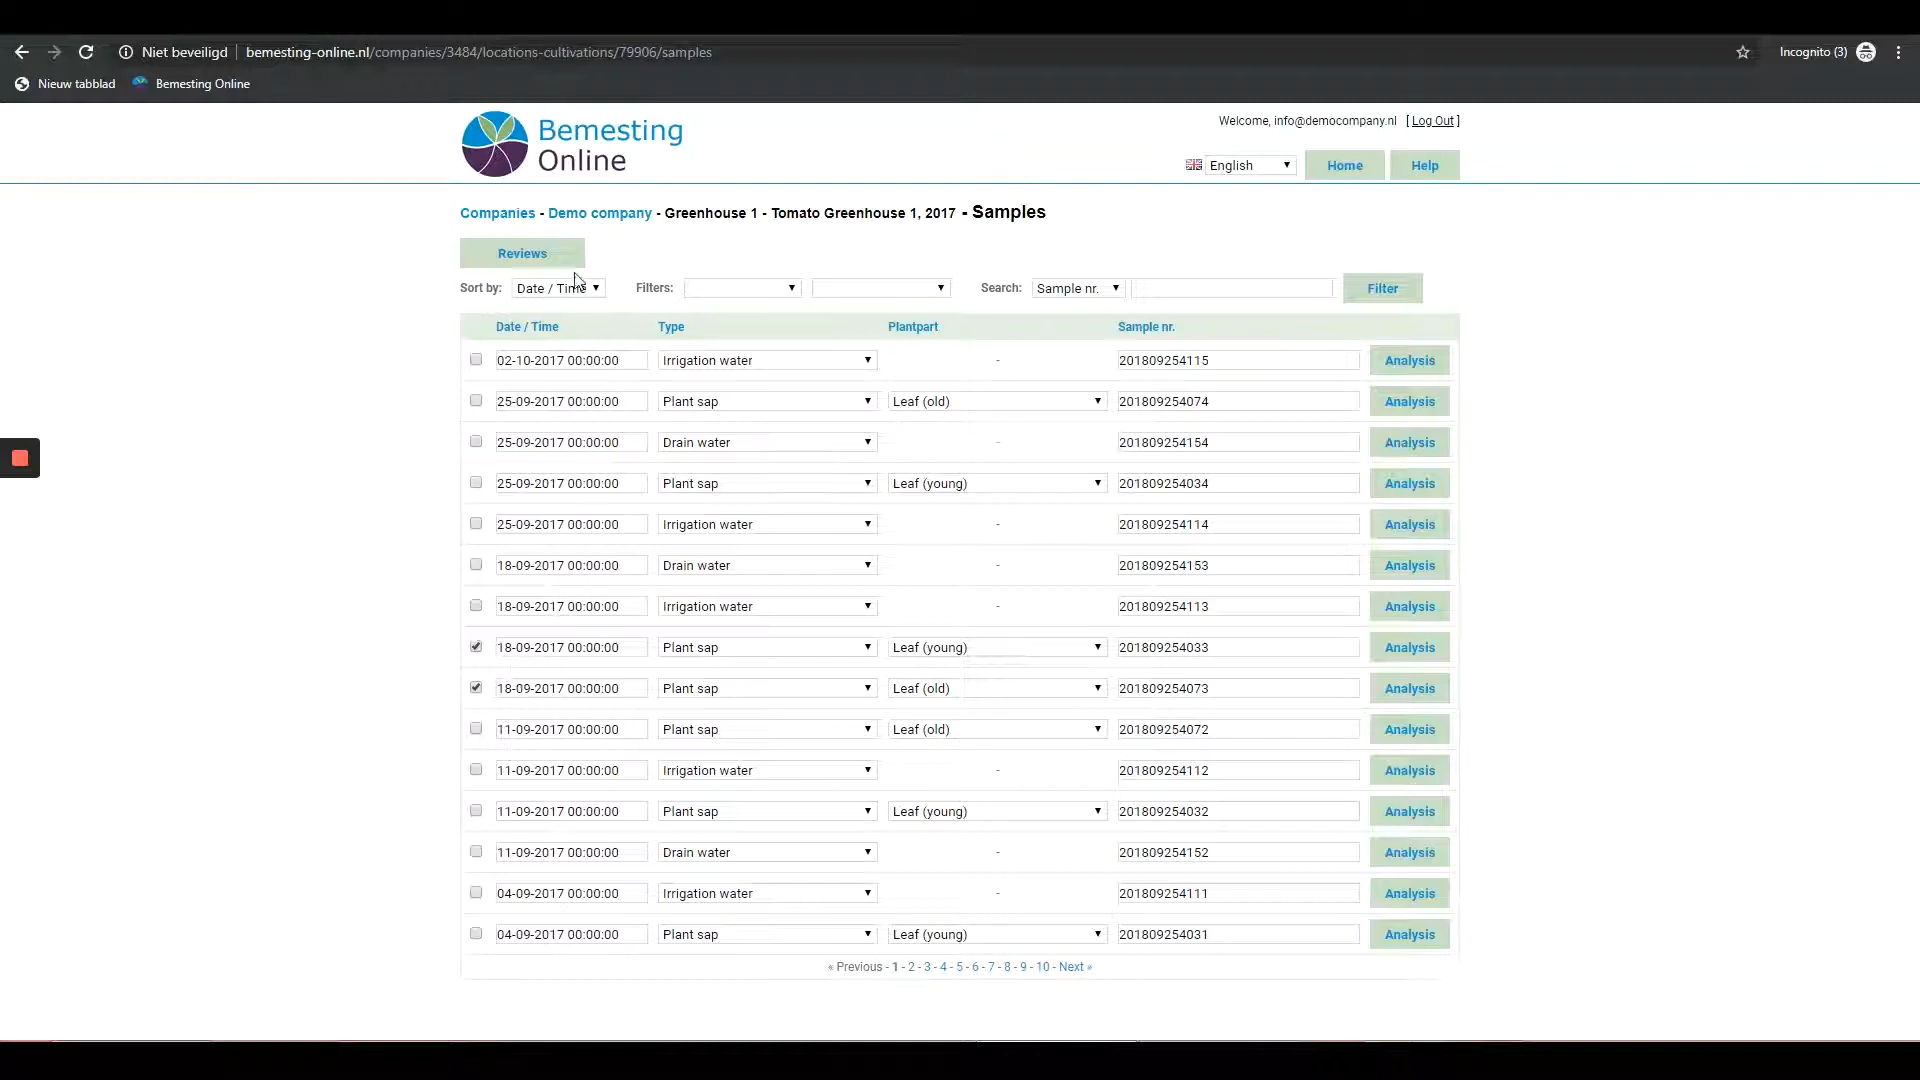 Niet beveiligd bemesting-online.nl/companies/3484/locations-cultivations/79906/samples Incognito (3)
Nieuw tabblad Bemesting Online
Welcome, info@democompany.nl [ Log Out ]
Bemesting
Online
English Home Help
Companies - Demo company - Greenhouse 1 - Tomato Greenhouse 1, 2017 - Samples
Reviews
Sort by: Date / Time Filters: Search: Sample nr. Filter
Date / Time Type Plantpart Sample nr.
02-10-2017 00:00:00 Irrigation water - 201809254115 Analysis
25-09-2017 00:00:00 Plant sap Leaf (old) 201809254074 Analysis
25-09-2017 00:00:00 Drain water - 201809254154 Analysis
25-09-2017 00:00:00 Plant sap Leaf (young) 201809254034 Analysis
25-09-2017 00:00:00 Irrigation water - 201809254114 Analysis
18-09-2017 00:00:00 Drain water - 201809254153 Analysis
18-09-2017 00:00:00 Irrigation water - 201809254113 Analysis
18-09-2017 00:00:00 Plant sap Leaf (young) 201809254033 Analysis
18-09-2017 00:00:00 Plant sap Leaf (old) 201809254073 Analysis
11-09-2017 00:00:00 Plant sap Leaf (old) 201809254072 Analysis
11-09-2017 00:00:00 Irrigation water - 201809254112 Analysis
11-09-2017 00:00:00 Plant sap Leaf (young) 201809254032 Analysis
11-09-2017 00:00:00 Drain water - 201809254152 Analysis
04-09-2017 00:00:00 Irrigation water - 201809254111 Analysis
04-09-2017 00:00:00 Plant sap Leaf (young) 201809254031 Analysis
« Previous - 1 - 2 - 3 - 4 - 5 - 6 - 7 - 8 - 9 - 10 - Next »